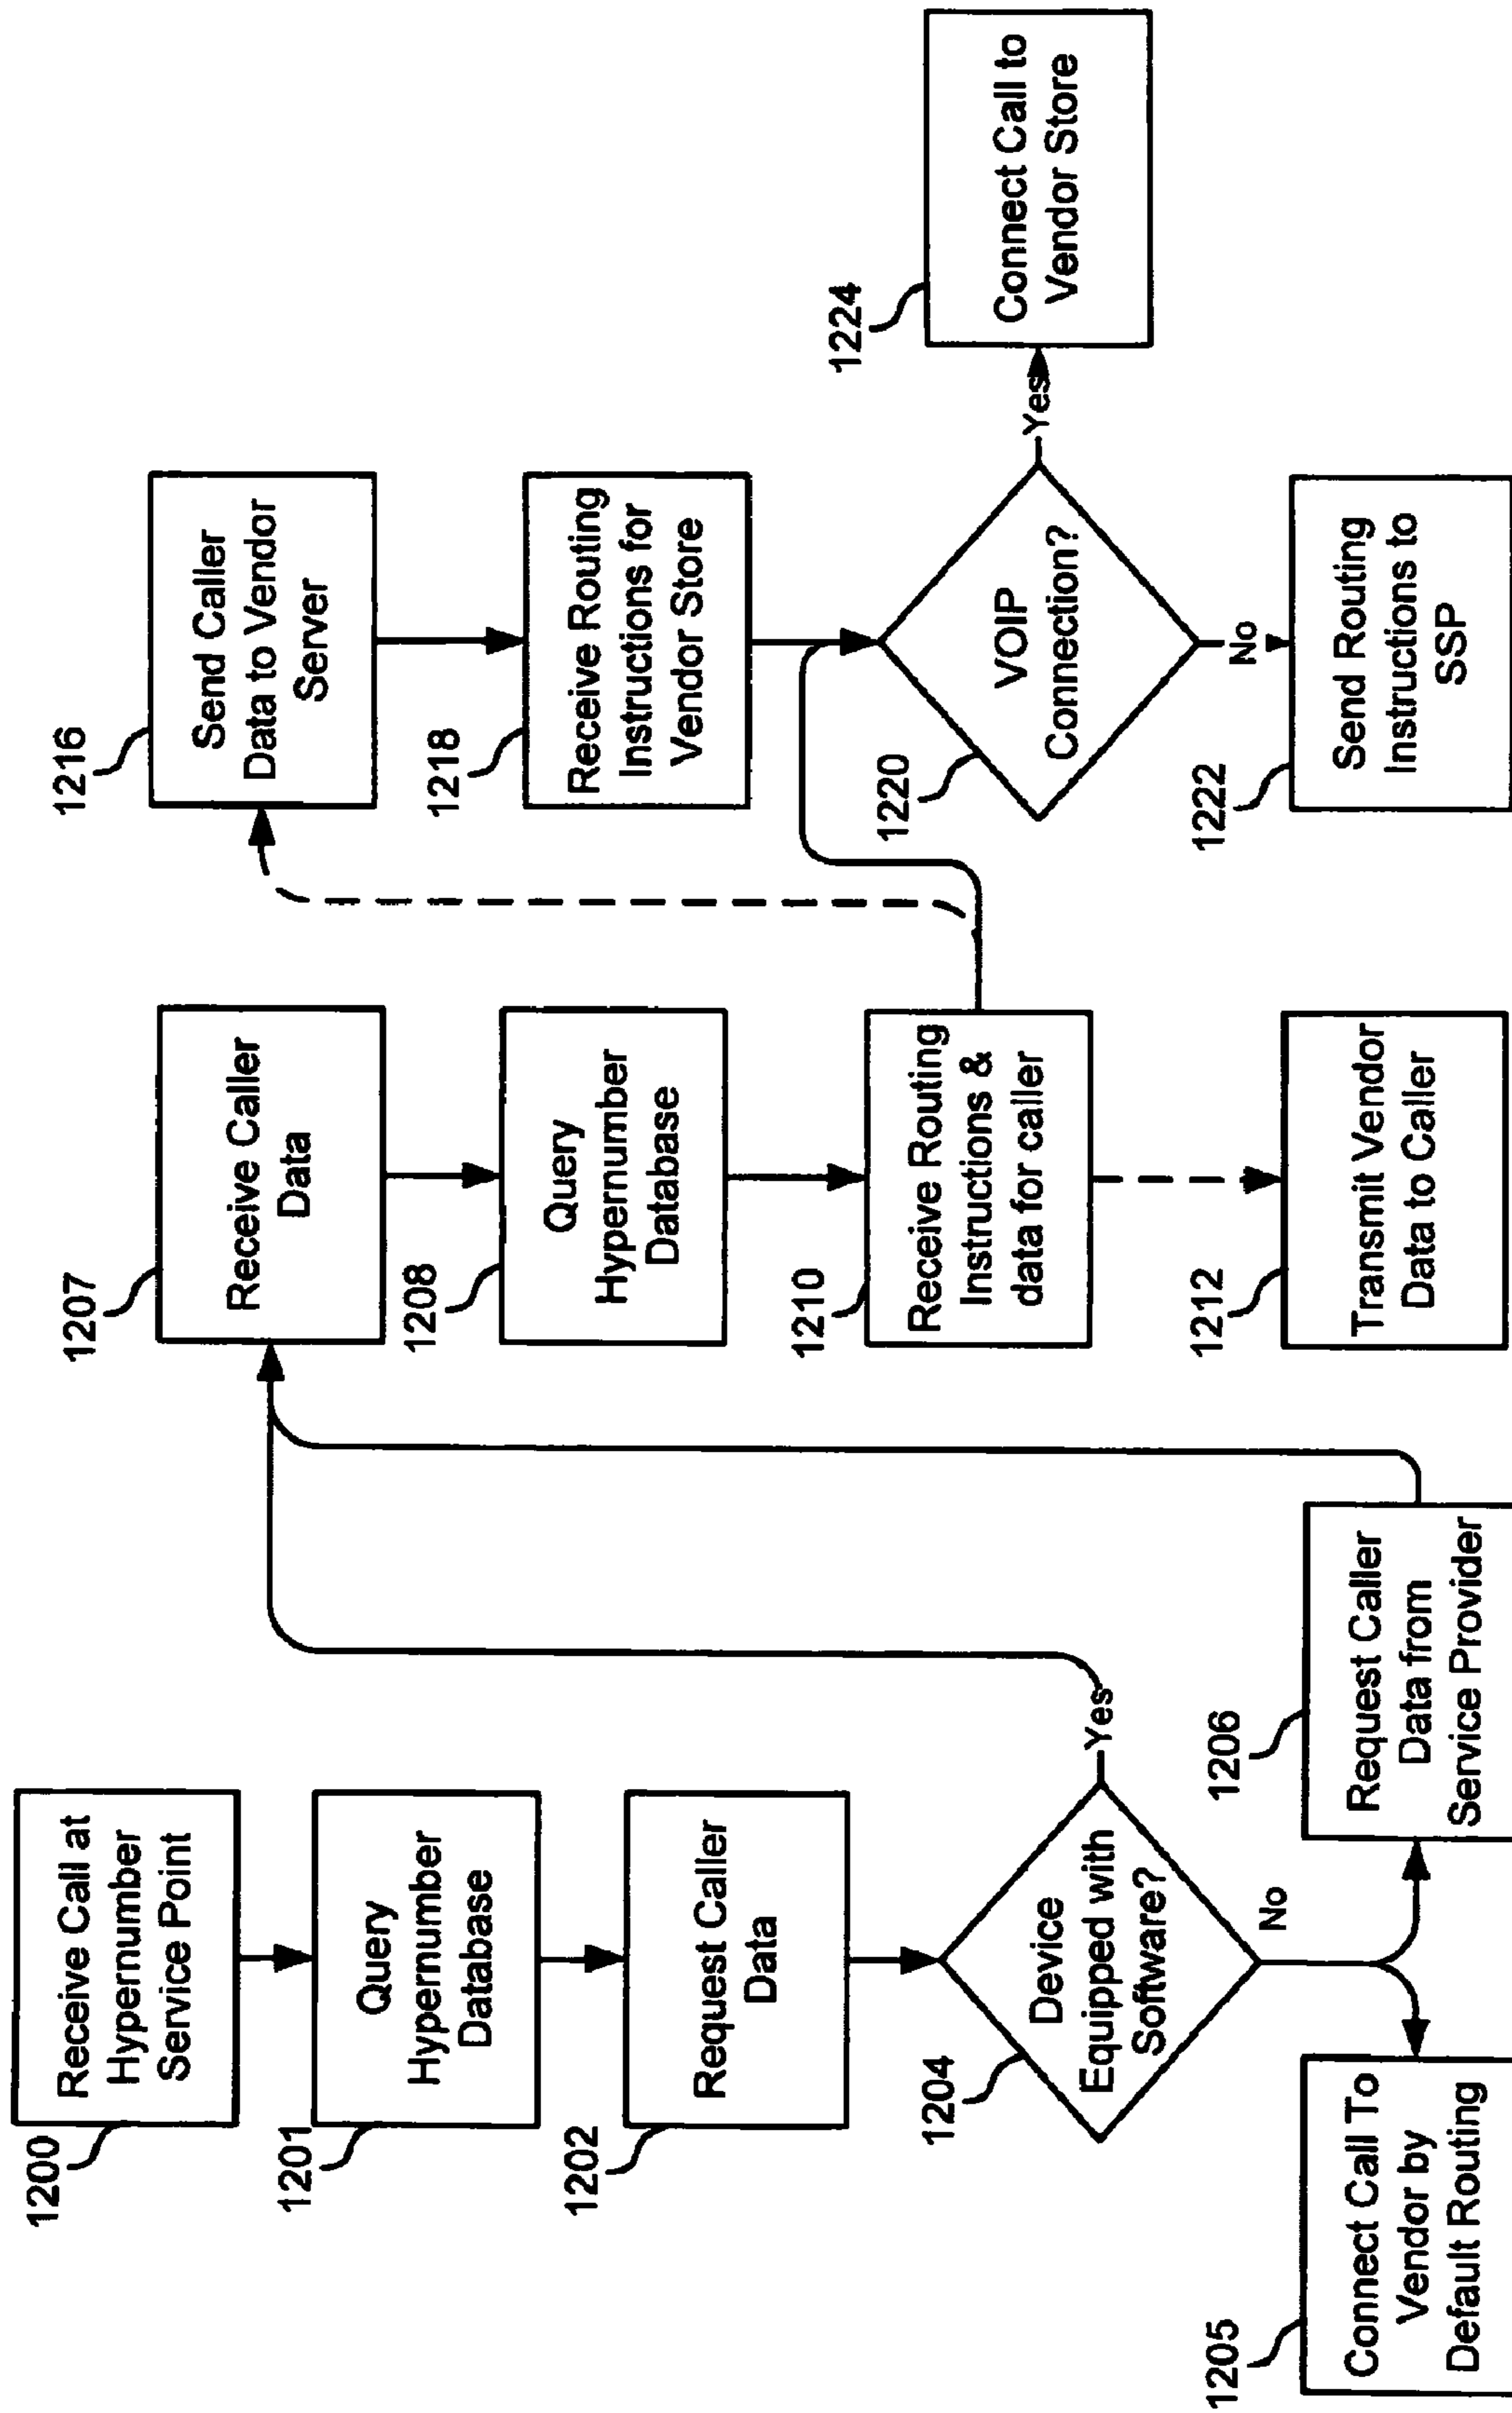 1200
Receive Call at
Hypernumber
Service Point
1201
Query
Hypernumber
Database
1202
Request Caller
Data
1204
Device
Equipped with
Software?
Yes
No
1205
Connect Call To
Vendor by
Default Routing
1206
Request Caller
Data from
Service Provider
1207
Receive Caller
Data
1208
Query
Hypernumber
Database
1210
Receive Routing
Instructions &
data for caller
1212
Transmit Vendor
Data to Caller
1216
Send Caller
Data to Vendor
Server
1218
Receive Routing
Instructions for
Vendor Store
1220
VOIP
Connection?
Yes
No
1222
Send Routing
Instructions to
SSP
1224
Connect Call to
Vendor Store